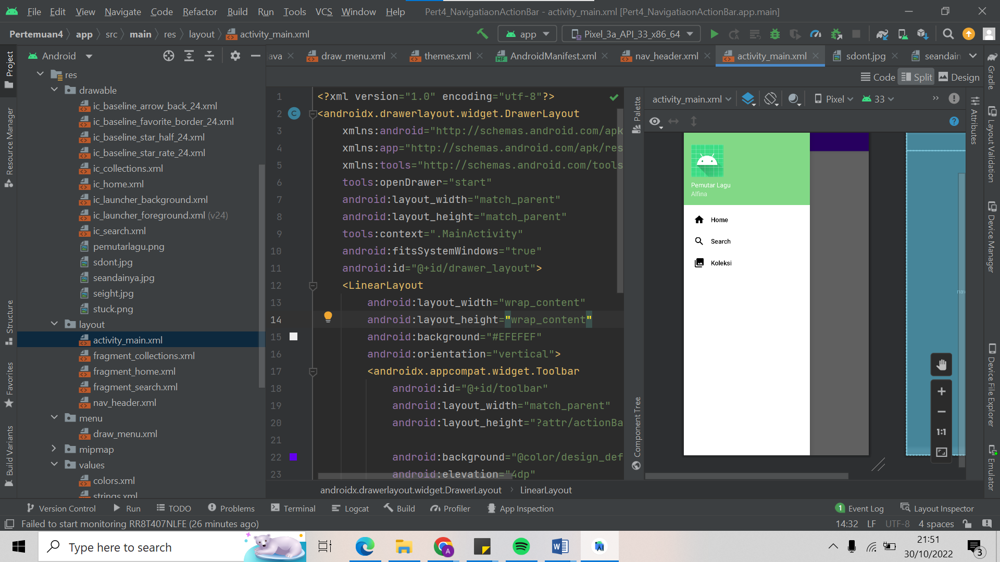 File Edit View Navigate Code Refactor Build Run Tools VCS Window Help Pert4_NavigatiaonActionBar - activity_main.xml [Pert4_NavigatiaonActionBar.app.main]
Pertemuan4 app src main res layout activity_main.xml app Pixel_3a_API_33_x86_64
Project
Android
ava draw_menu.xml themes.xml AndroidManifest.xml nav_header.xml activity_main.xml sdont.jpg seandain
Code Split Design
res
drawable
ic_baseline_arrow_back_24.xml
ic_baseline_favorite_border_24.xml
ic_baseline_star_half_24.xml
ic_baseline_star_rate_24.xml
ic_collections.xml
ic_home.xml
ic_launcher_background.xml
ic_launcher_foreground.xml (v24)
ic_search.xml
pemutarlagu.png
sdont.jpg
seandainya.jpg
seight.jpg
stuck.png
layout
activity_main.xml
fragment_collections.xml
fragment_home.xml
fragment_search.xml
nav_header.xml
menu
draw_menu.xml
mipmap
values
colors.xml
strings.xml
Resource Manager
Structure
Favorites
Build Variants
1 <?xml version="1.0" encoding="utf-8"?>
2 <androidx.drawerlayout.widget.DrawerLayout
3 xmlns:android="http://schemas.android.com/apk
4 xmlns:app="http://schemas.android.com/apk/res
5 xmlns:tools="http://schemas.android.com/tools
6 tools:openDrawer="start"
7 android:layout_width="match_parent"
8 android:layout_height="match_parent"
9 tools:context=".MainActivity"
10 android:fitsSystemWindows="true"
11 android:id="@+id/drawer_layout">
12 <LinearLayout
13 android:layout_width="wrap_content"
14 android:layout_height="wrap_content"
15 android:background="#EFEFEF"
16 android:orientation="vertical">
17 <androidx.appcompat.widget.Toolbar
18 android:id="@+id/toolbar"
19 android:layout_width="match_parent"
20 android:layout_height="?attr/actionBa
21
22 android:background="@color/design_def
23 android:elevation="4dp"
androidx.drawerlayout.widget.DrawerLayout LinearLayout
Palette
Component Tree
activity_main.xml Pixel 33
Pemutar Lagu
Alfina
Home
Search
Koleksi
nav
1:1
Attributes
Gradle
Layout Validation
Device Manager
Device File Explorer
Emulator
Version Control Run TODO Problems Terminal Logcat Build Profiler App Inspection 1 Event Log Layout Inspector
Failed to start monitoring RR8T407NLFE (26 minutes ago) 14:32 LF UTF-8 4 spaces
Type here to search
A
W
AI
21:51
30/10/2022
3